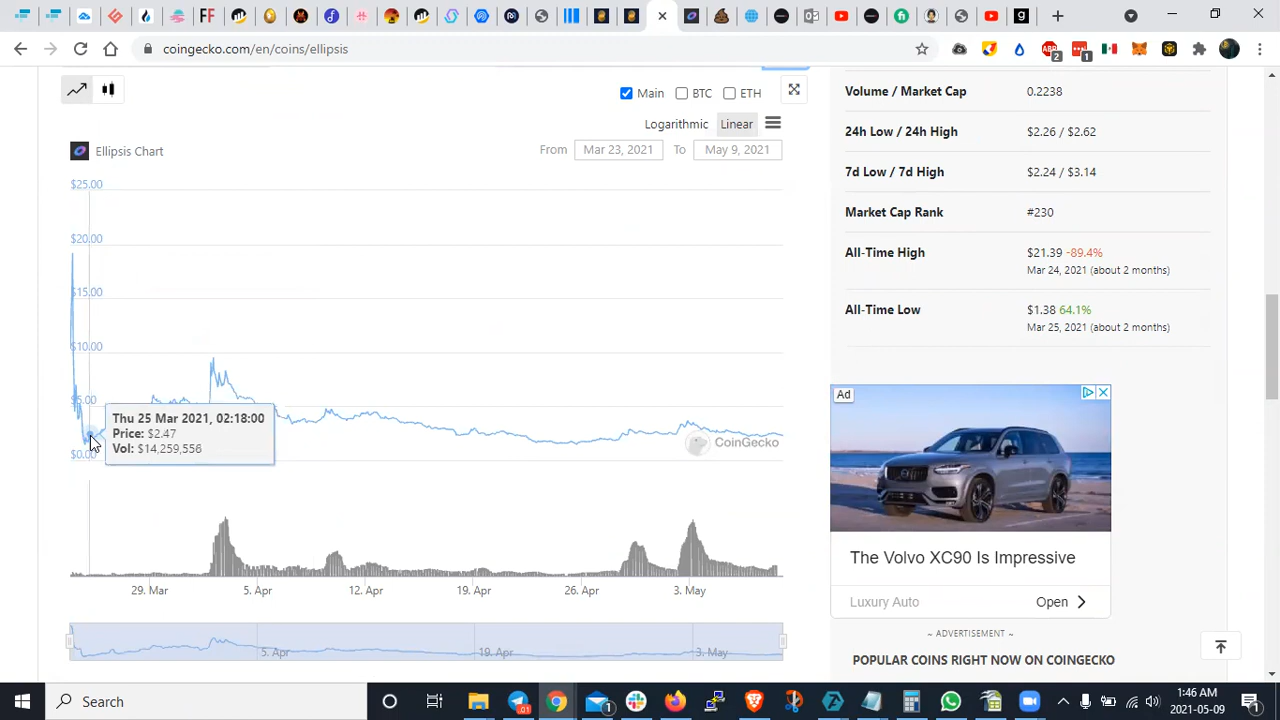 coingecko.com/en/coins/ellipsis
2
1
Main
BTC
ETH
Logarithmic
Linear
Ellipsis Chart
From
Mar 23, 2021
To
May 9, 2021
$25.00
$20.00
$15.00
$10.00
$5.00
$0.00
Thu 25 Mar 2021, 02:18:00
Price: $2.47
Vol: $14,259,556
CoinGecko
29. Mar
5. Apr
12. Apr
19. Apr
26. Apr
3. May
5. Apr
19. Apr
3. May
Volume / Market Cap
0.2238
24h Low / 24h High
$2.26 / $2.62
7d Low / 7d High
$2.24 / $3.14
Market Cap Rank
#230
All-Time High
$21.39 -89.4%
Mar 24, 2021 (about 2 months)
All-Time Low
$1.38 64.1%
Mar 25, 2021 (about 2 months)
Ad
The Volvo XC90 Is Impressive
Luxury Auto
Open
~ ADVERTISEMENT ~
POPULAR COINS RIGHT NOW ON COINGECKO
Search
1:46 AM
2021-05-09